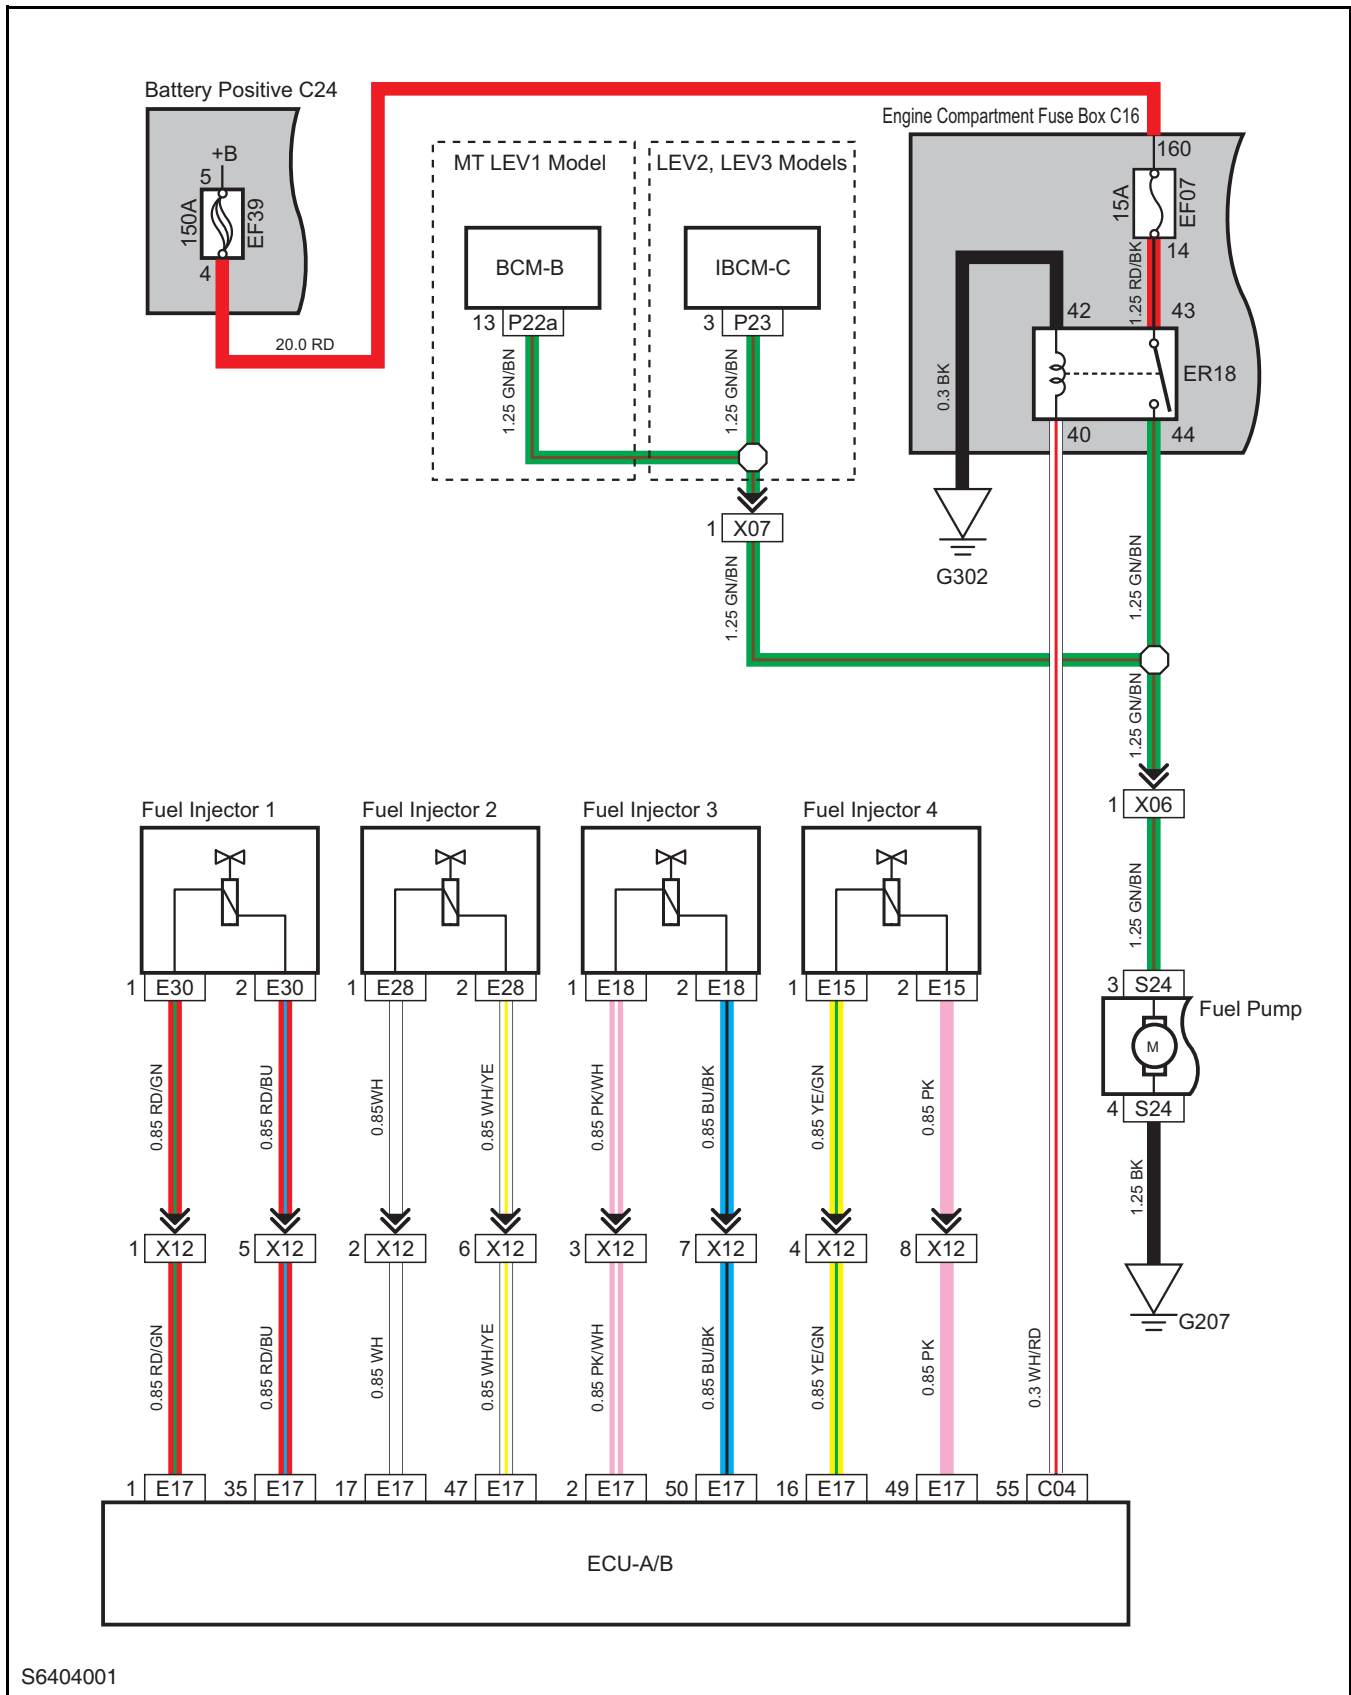 Battery Positive C24
Engine Compartment Fuse Box C16
+B
5
150A
EF39
4
20.0 RD
MT LEV1 Model
LEV2, LEV3 Models
BCM-B
IBCM-C
13 P22a
3 P23
1.25 GN/BN
1.25 GN/BN
160
15A
EF07
14
1.25 RD/BK
42
43
ER18
0.3 BK
40
44
1 X07
G302
1.25 GN/BN
1.25 GN/BN
1.25 GN/BN
1 X06
1.25 GN/BN
Fuel Injector 1
Fuel Injector 2
Fuel Injector 3
Fuel Injector 4
1 E30
2 E30
1 E28
2 E28
1 E18
2 E18
1 E15
2 E15
3 S24
Fuel Pump
M
4 S24
0.85 RD/GN
0.85 RD/BU
0.85WH
0.85 WH/YE
0.85 PK/WH
0.85 BU/BK
0.85 YE/GN
0.85 PK
1.25 BK
1 X12
5 X12
2 X12
6 X12
3 X12
7 X12
4 X12
8 X12
G207
0.85 RD/GN
0.85 RD/BU
0.85 WH
0.85 WH/YE
0.85 PK/WH
0.85 BU/BK
0.85 YE/GN
0.85 PK
0.3 WH/RD
1 E17
35 E17
17 E17
47 E17
2 E17
50 E17
16 E17
49 E17
55 C04
ECU-A/B
S6404001